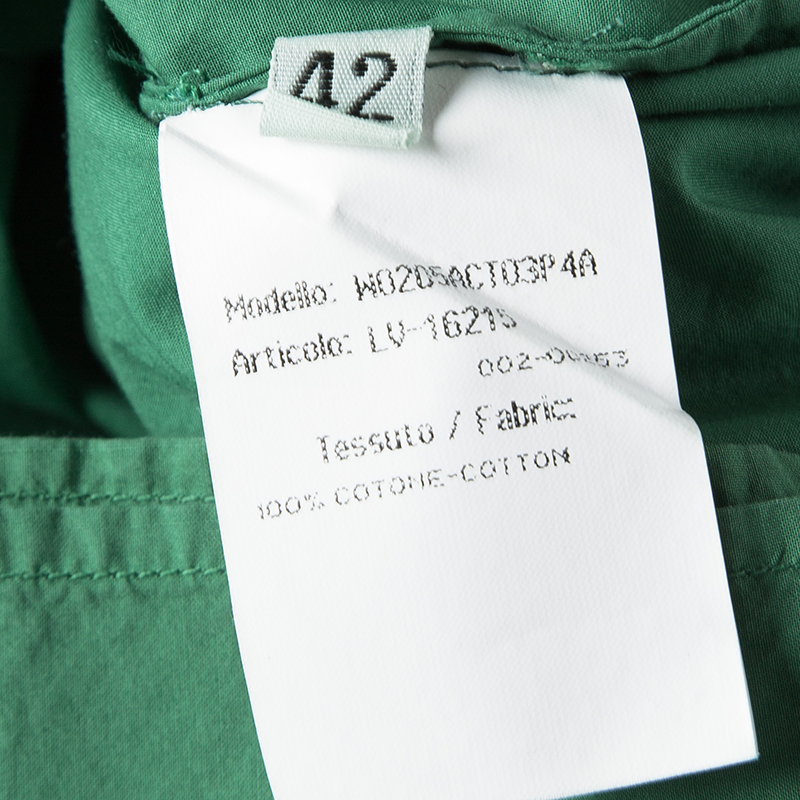 42
Modello: W0205ACT03P4A
Articolo: LV-16215
Tessuto / Fabric:
100% COTONE-COTTON